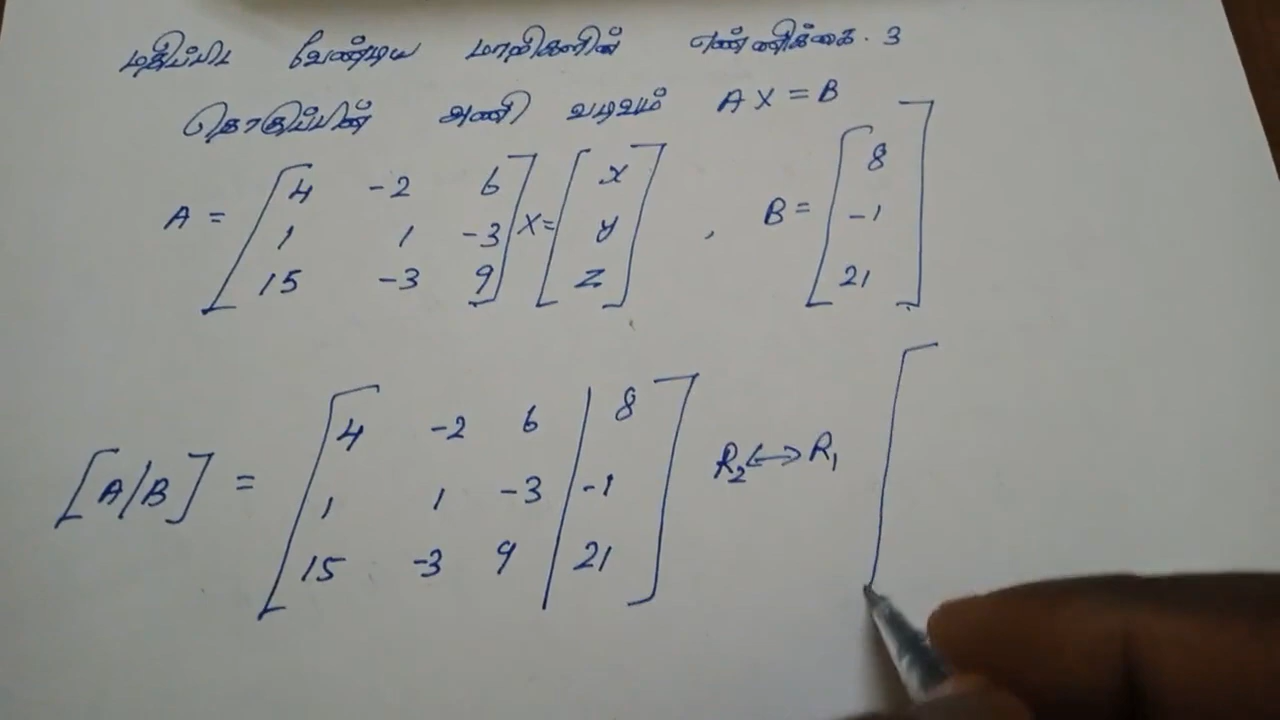 மதிப்பிட வேண்டிய மாறிகளின் எண்ணிக்கை. 3
தொகுப்பின் அணி வடிவம் A X = B
A = [ 4 -2 6
1 1 -3
15 -3 9 ] X = [ x
y
z ] , B = [ 8
-1
21 ]
[A/B] = [ 4 -2 6 | 8
1 1 -3 | -1
15 -3 9 | 21 ] R₂ ↔ R₁ [